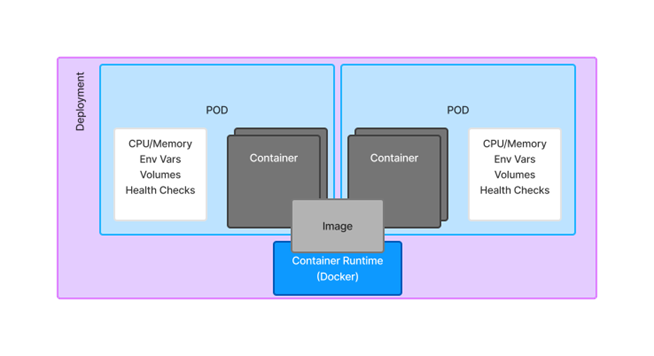 Deployment
POD
CPU/Memory
Env Vars
Volumes
Health Checks
Container
POD
Container
CPU/Memory
Env Vars
Volumes
Health Checks
Image
Container Runtime
(Docker)